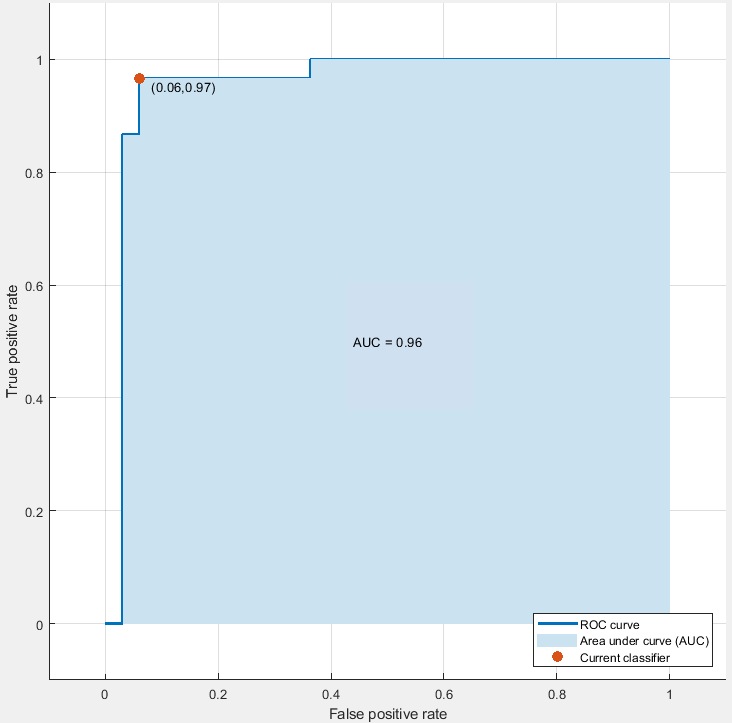 1
(0.06,0.97)
0.8
0.6
AUC = 0.96
True positive rate
0.4
0.2
0
ROC curve
Area under curve (AUC)
Current classifier
0 0.2 0.4 0.6 0.8 1
False positive rate